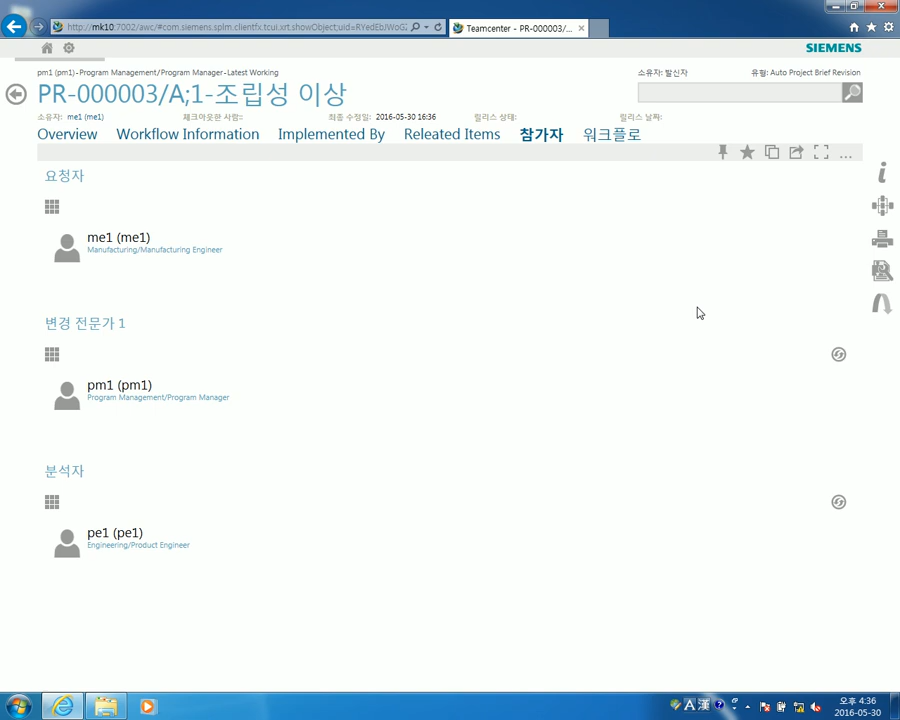 http://mk10:7002/awc/#com.siemens.splm.clientfx.tcui.xrt.showObject;uid=RYedEbJWoG
Teamcenter - PR-000003/...
SIEMENS
pm1 (pm1)-Program Management/Program Manager-Latest Working
소유자: 발신자
유형: Auto Project Brief Revision
PR-000003/A;1-조립성 이상
소유자: me1 (me1)
체크아웃한 사람::
최종 수정일: 2016-05-30 16:36
릴리스 상태:
릴리스 날짜:
Overview
Workflow Information
Implemented By
Releated Items
참가자
워크플로
...
요청자
me1 (me1)
Manufacturing/Manufacturing Engineer
변경 전문가 1
pm1 (pm1)
Program Management/Program Manager
분석자
pe1 (pe1)
Engineering/Product Engineer
A漢
오후 4:36
2016-05-30